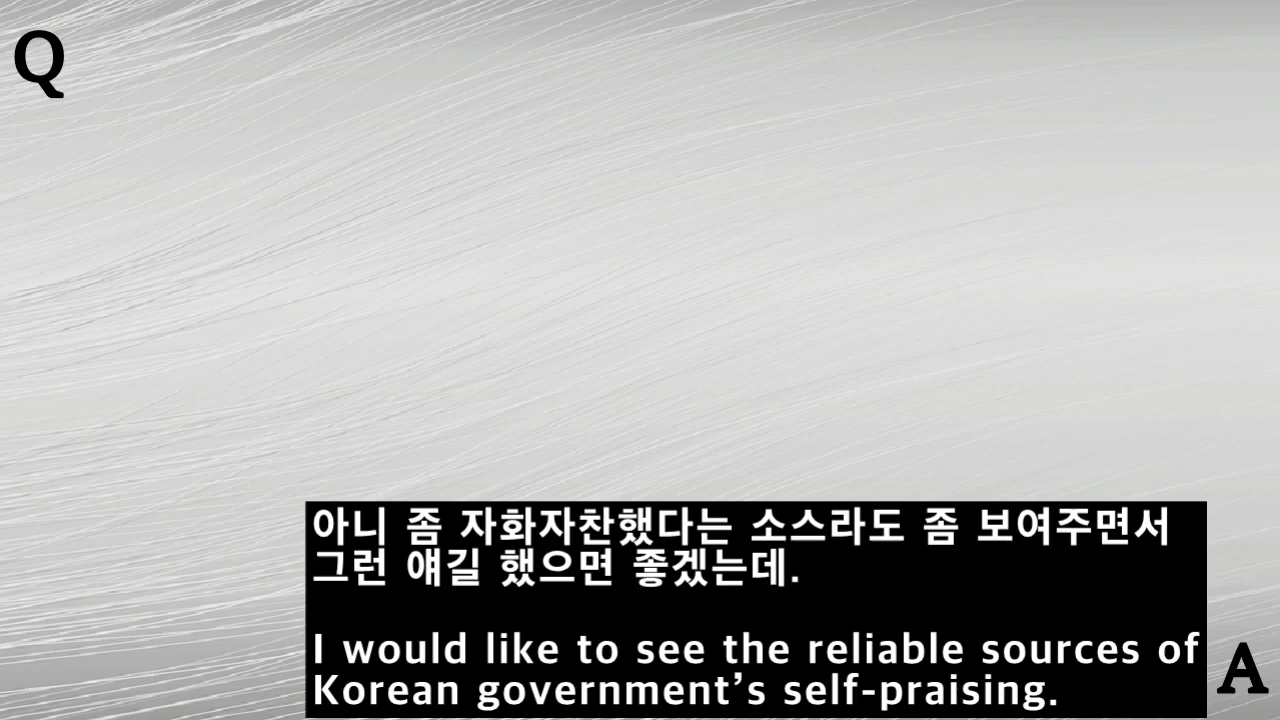 Q
아니 좀 자화자찬했다는 소스라도 좀 보여주면서
그런 얘길 했으면 좋겠는데.
I would like to see the reliable sources of
Korean government’s self-praising.
A